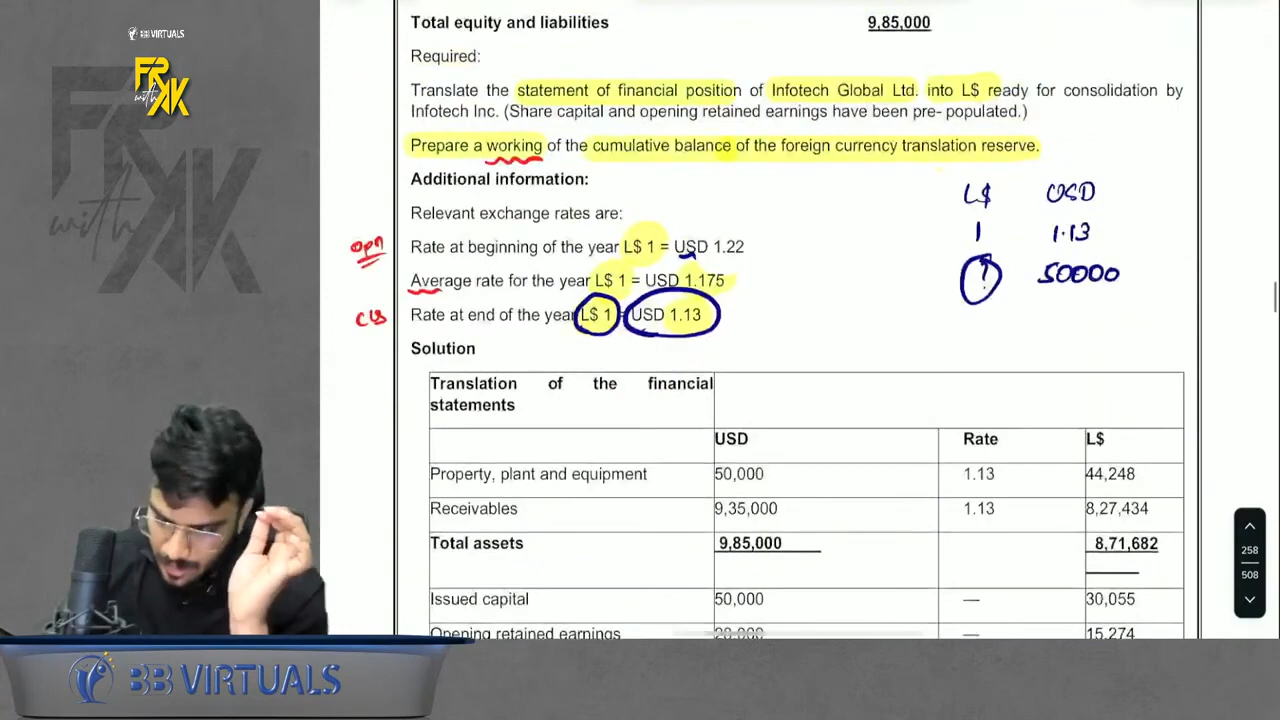 BB VIRTUALS
FR
with
AK
FR
with
AK
Total equity and liabilities 9,85,000
Required:
Translate the statement of financial position of Infotech Global Ltd. into L$ ready for consolidation by
Infotech Inc. (Share capital and opening retained earnings have been pre- populated.)
Prepare a working of the cumulative balance of the foreign currency translation reserve.
Additional information:
Relevant exchange rates are:
opn Rate at beginning of the year L$ 1 = USD 1.22
Average rate for the year L$ 1 = USD 1.175
cls Rate at end of the year L$ 1 = USD 1.13
L$ USD
1 1.13
? 50000
Solution
Translation of the financial
statements
USD Rate L$
Property, plant and equipment 50,000 1.13 44,248
Receivables 9,35,000 1.13 8,27,434
Total assets 9,85,000 8,71,682
Issued capital 50,000 — 30,055
Opening retained earnings 20,000 — 15,274
258
508
BB VIRTUALS